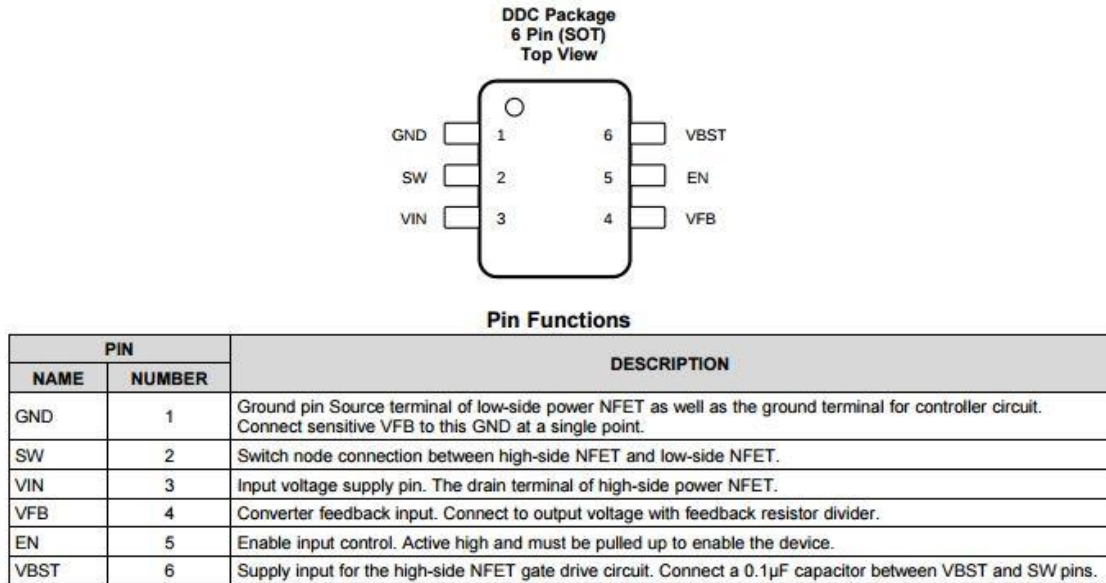 DDC Package
6 Pin (SOT)
Top View
GND 1 6 VBST
SW 2 5 EN
VIN 3 4 VFB
Pin Functions
PIN DESCRIPTION
NAME NUMBER
GND 1 Ground pin Source terminal of low-side power NFET as well as the ground terminal for controller circuit.
Connect sensitive VFB to this GND at a single point.
SW 2 Switch node connection between high-side NFET and low-side NFET.
VIN 3 Input voltage supply pin. The drain terminal of high-side power NFET.
VFB 4 Converter feedback input. Connect to output voltage with feedback resistor divider.
EN 5 Enable input control. Active high and must be pulled up to enable the device.
VBST 6 Supply input for the high-side NFET gate drive circuit. Connect a 0.1µF capacitor between VBST and SW pins.